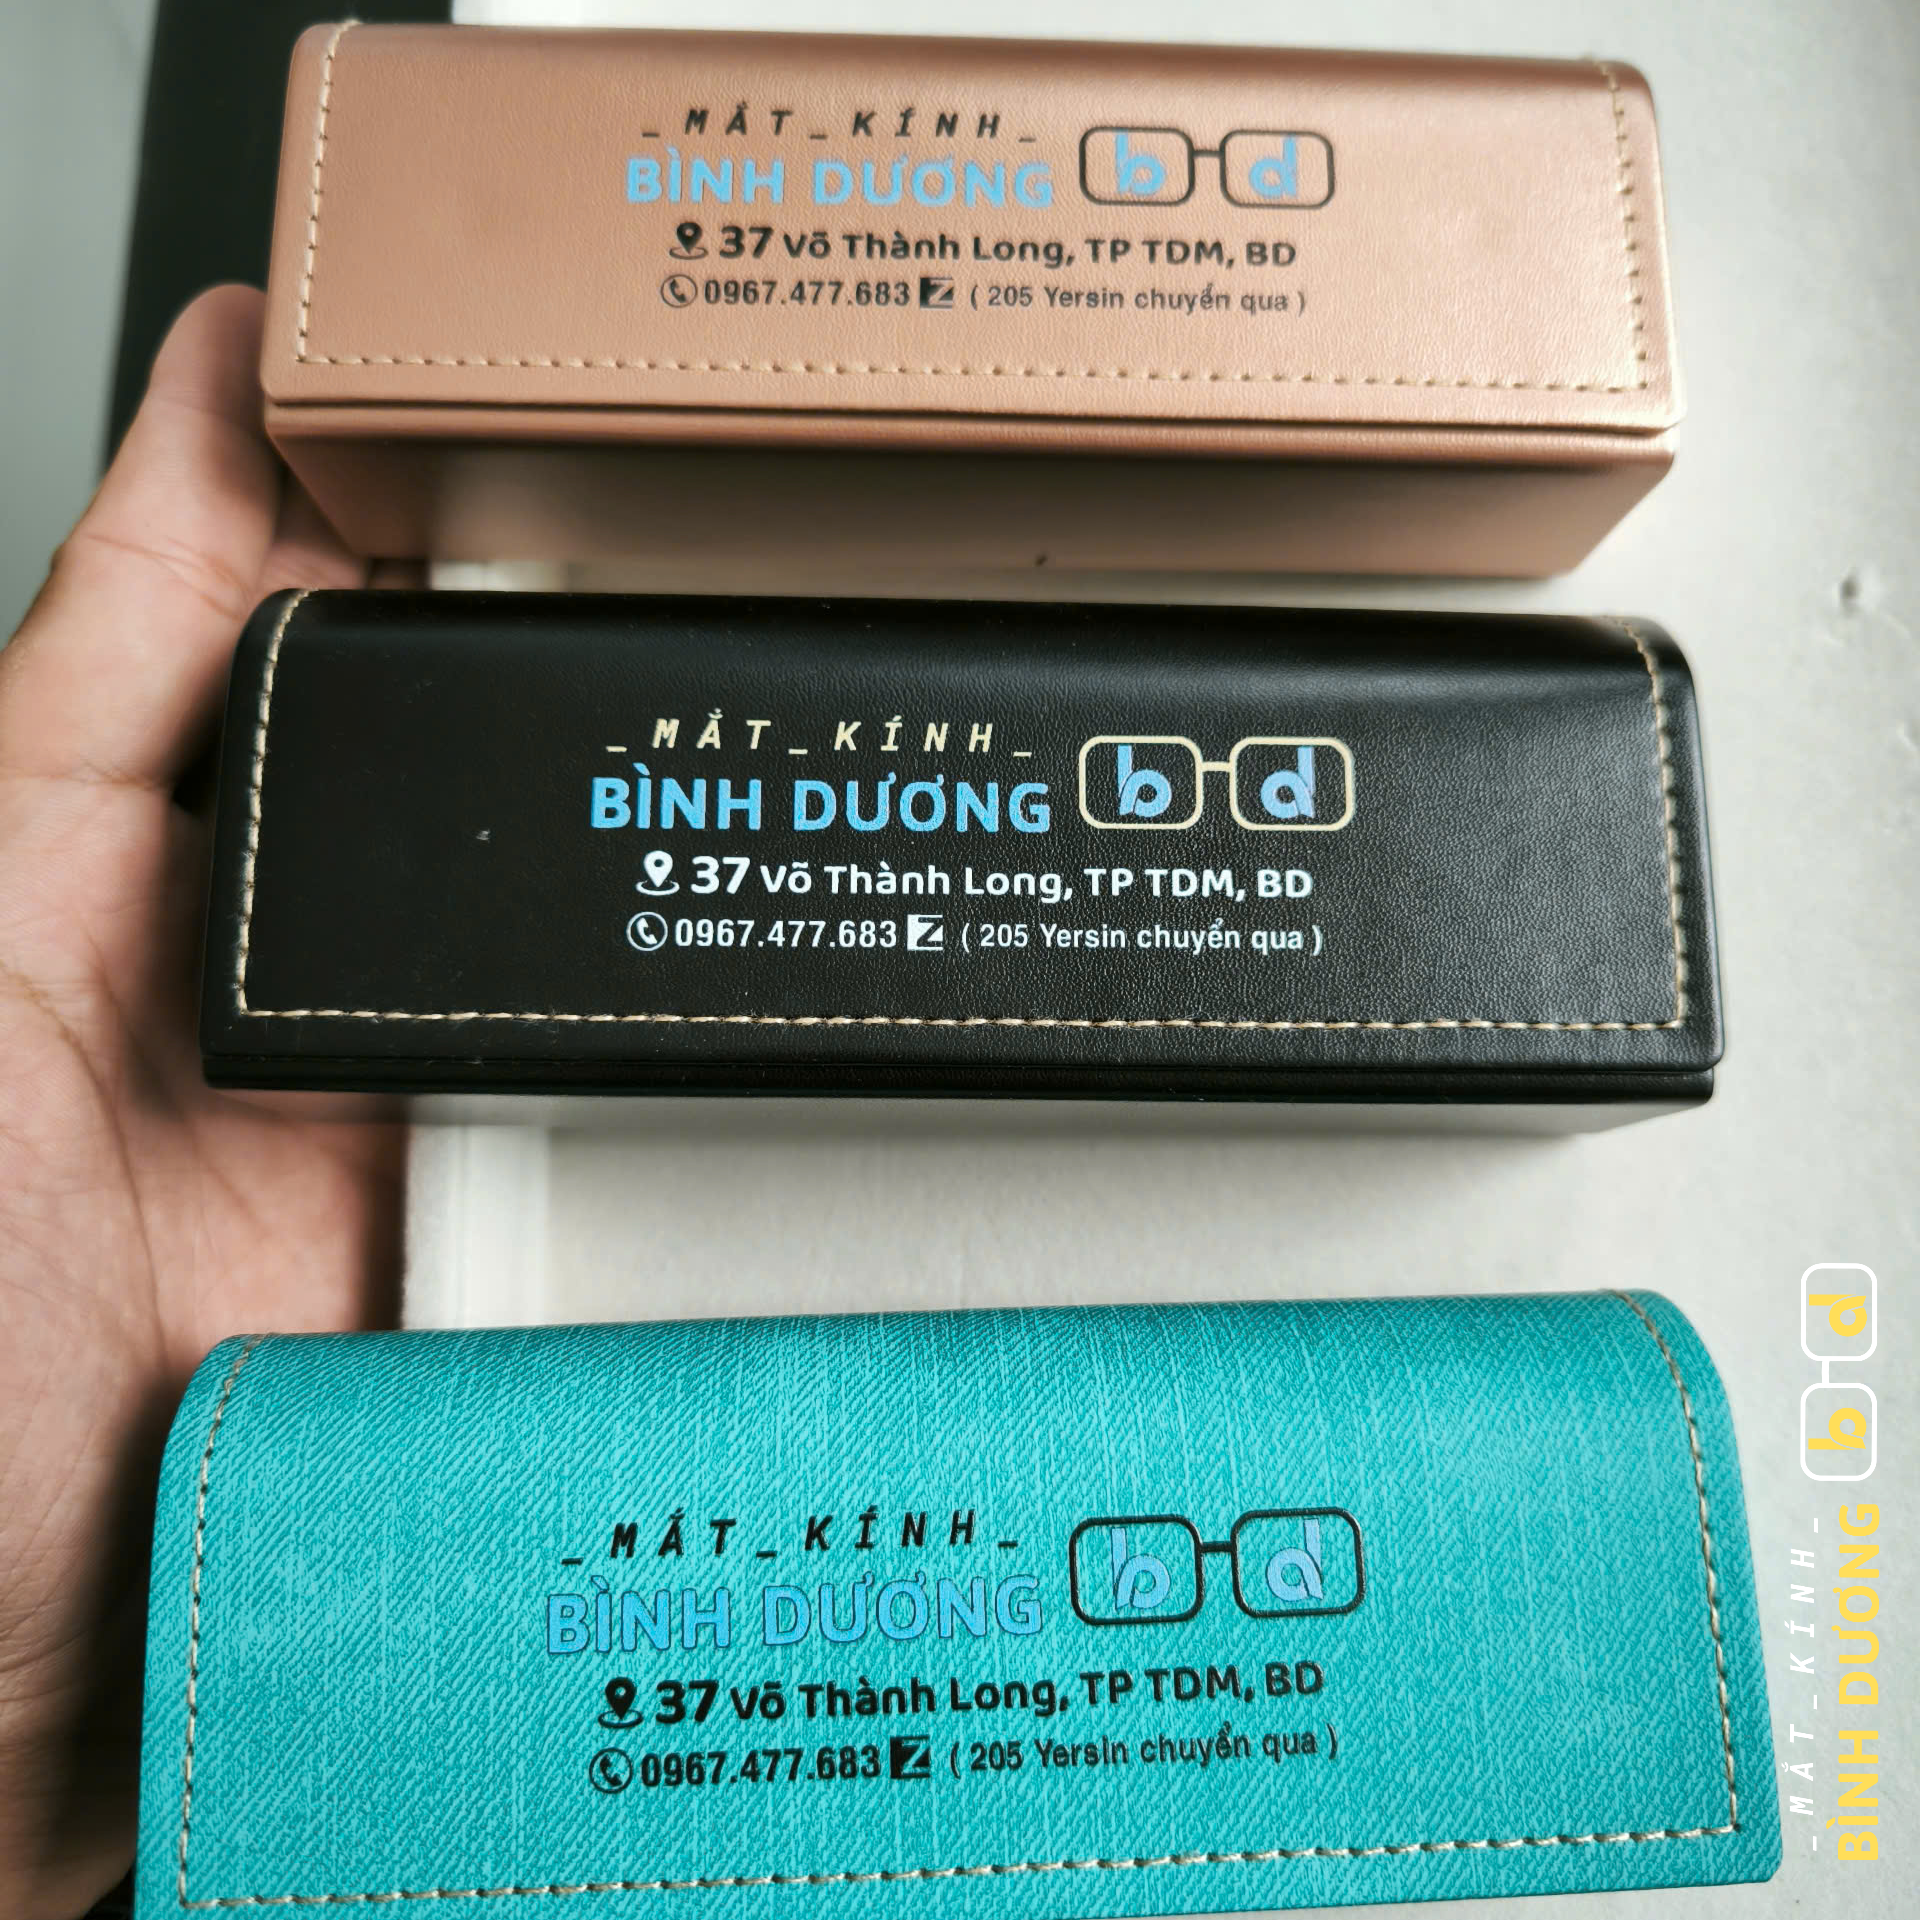 _MẮT_KÍNH_
BÌNH DƯƠNG bd
37 Võ Thành Long, TP TDM, BD
0967.477.683 Z ( 205 Yersin chuyển qua )
_MẮT_KÍNH_
BÌNH DƯƠNG bd
37 Võ Thành Long, TP TDM, BD
0967.477.683 Z ( 205 Yersin chuyển qua )
_MẮT_KÍNH_
BÌNH DƯƠNG bd
37 Võ Thành Long, TP TDM, BD
0967.477.683 Z ( 205 Yersin chuyển qua )
_MẮT_KÍNH_
BÌNH DƯƠNG bd